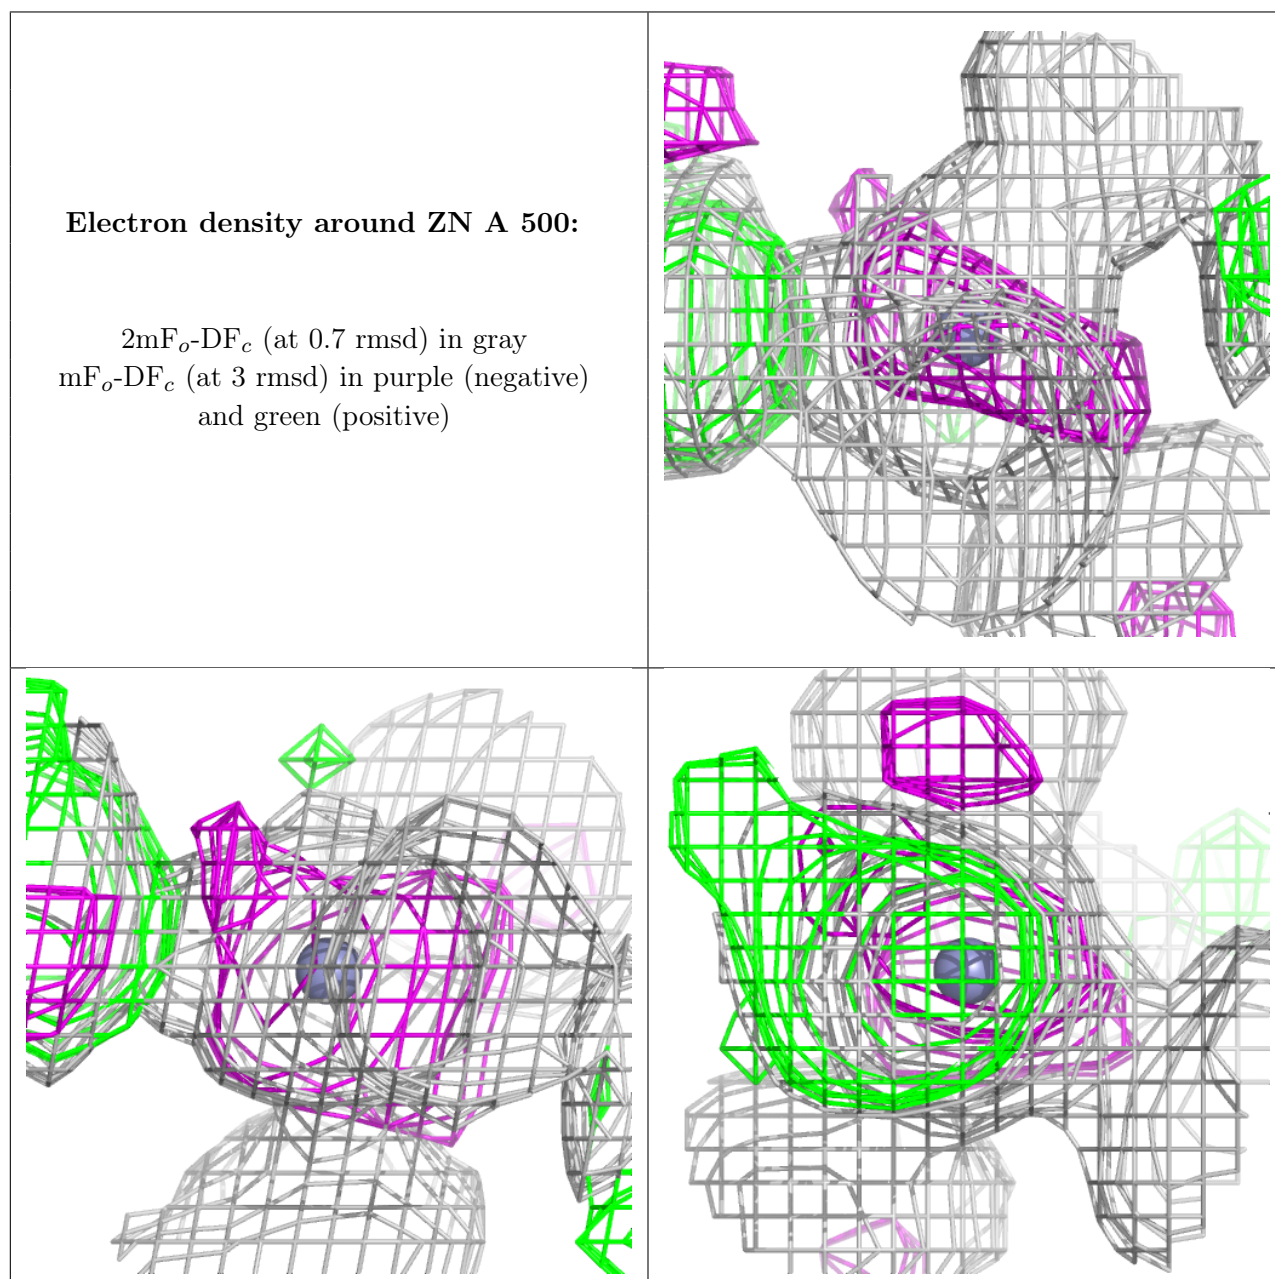 Electron density around ZN A 500:
2mFo-DFc (at 0.7 rmsd) in gray
mFo-DFc (at 3 rmsd) in purple (negative)
and green (positive)